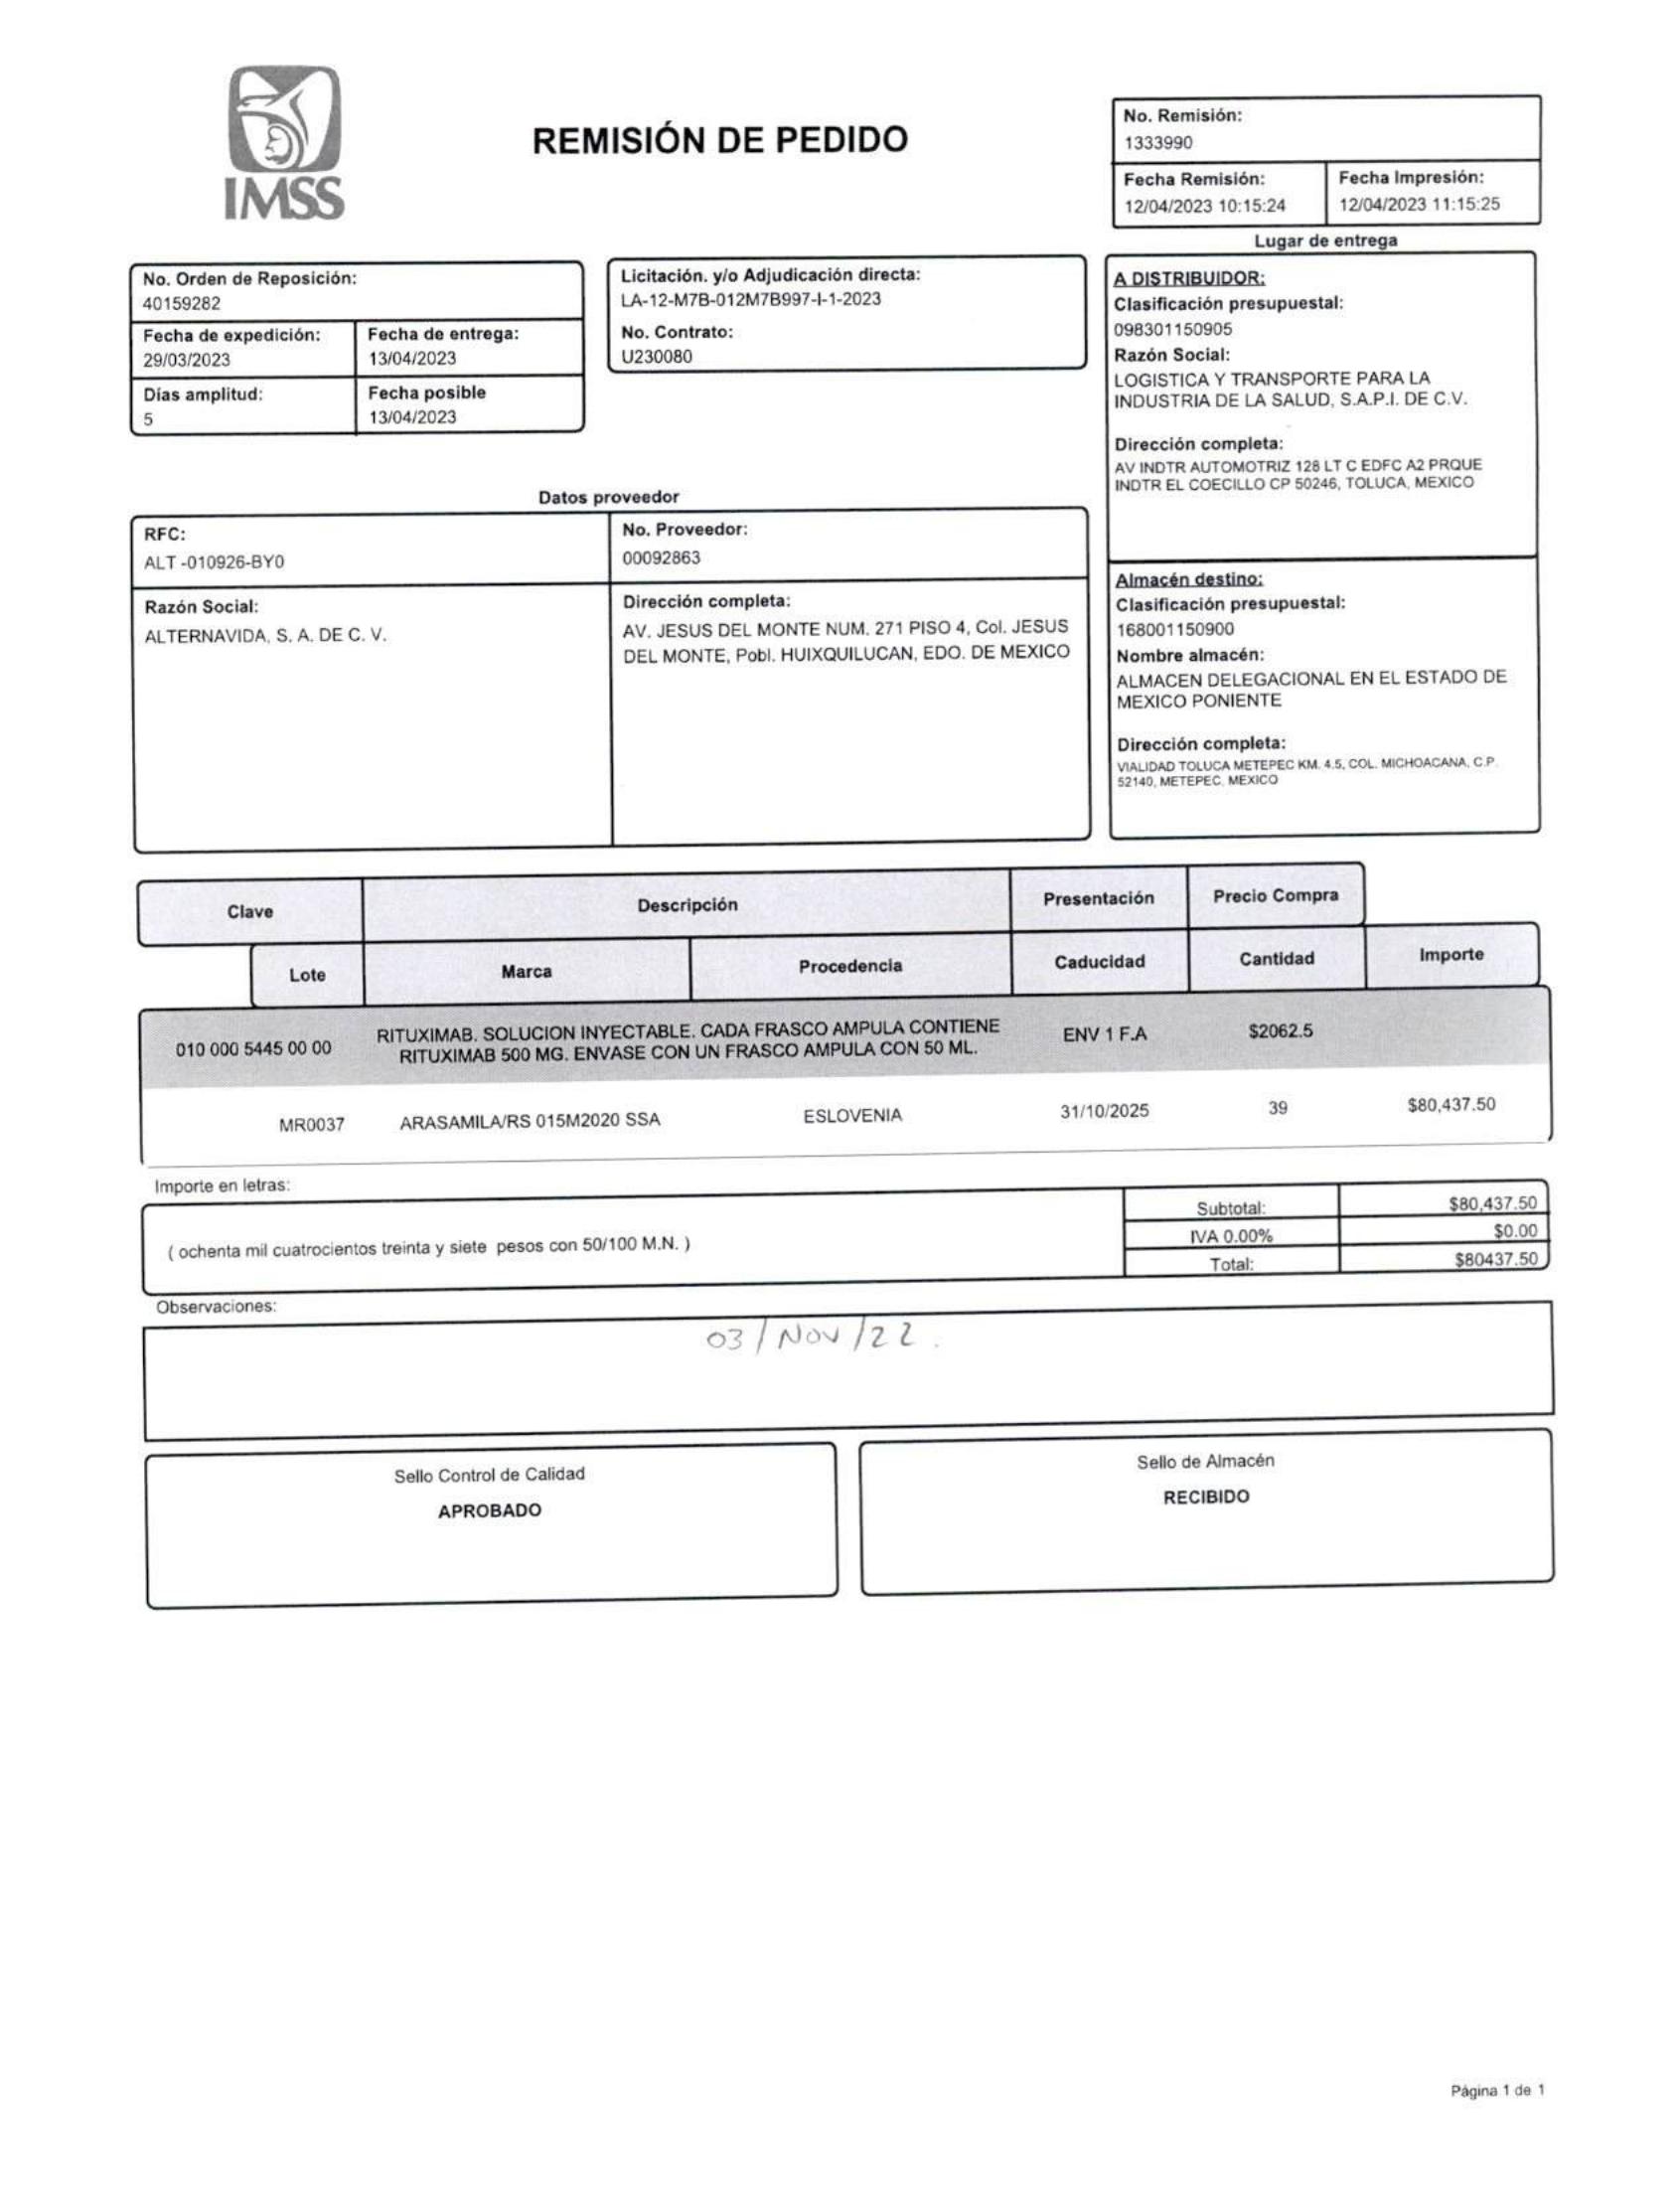 IMSS
REMISIÓN DE PEDIDO
No. Remisión:
1333990
Fecha Remisión:
12/04/2023 10:15:24
Fecha Impresión:
12/04/2023 11:15:25
No. Orden de Reposición:
40159282
Fecha de expedición:
29/03/2023
Fecha de entrega:
13/04/2023
Días amplitud:
5
Fecha posible
13/04/2023
Licitación. y/o Adjudicación directa:
LA-12-M7B-012M7B997-I-1-2023
No. Contrato:
U230080
Lugar de entrega
A DISTRIBUIDOR:
Clasificación presupuestal:
098301150905
Razón Social:
LOGISTICA Y TRANSPORTE PARA LA
INDUSTRIA DE LA SALUD, S.A.P.I. DE C.V.
Dirección completa:
AV INDTR AUTOMOTRIZ 128 LT C EDFC A2 PRQUE
INDTR EL COECILLO CP 50246, TOLUCA, MEXICO
Almacén destino:
Clasificación presupuestal:
168001150900
Nombre almacén:
ALMACEN DELEGACIONAL EN EL ESTADO DE
MEXICO PONIENTE
Dirección completa:
VIALIDAD TOLUCA METEPEC KM. 4.5, COL. MICHOACANA, C.P.
52140, METEPEC, MEXICO
Datos proveedor
RFC:
ALT -010926-BY0
No. Proveedor:
00092863
Razón Social:
ALTERNAVIDA, S. A. DE C. V.
Dirección completa:
AV. JESUS DEL MONTE NUM. 271 PISO 4, Col. JESUS
DEL MONTE, Pobl. HUIXQUILUCAN, EDO. DE MEXICO
Clave Descripción Presentación Precio Compra
Lote Marca Procedencia Caducidad Cantidad Importe
010 000 5445 00 00 RITUXIMAB. SOLUCION INYECTABLE. CADA FRASCO AMPULA CONTIENE ENV 1 F.A $2062.5
RITUXIMAB 500 MG. ENVASE CON UN FRASCO AMPULA CON 50 ML.
MR0037 ARASAMILA/RS 015M2020 SSA ESLOVENIA 31/10/2025 39 $80,437.50
Importe en letras:
( ochenta mil cuatrocientos treinta y siete pesos con 50/100 M.N. )
Subtotal: $80,437.50
IVA 0.00% $0.00
Total: $80437.50
Observaciones:
03/NOV/22.
Sello Control de Calidad
APROBADO
Sello de Almacén
RECIBIDO
Página 1 de 1